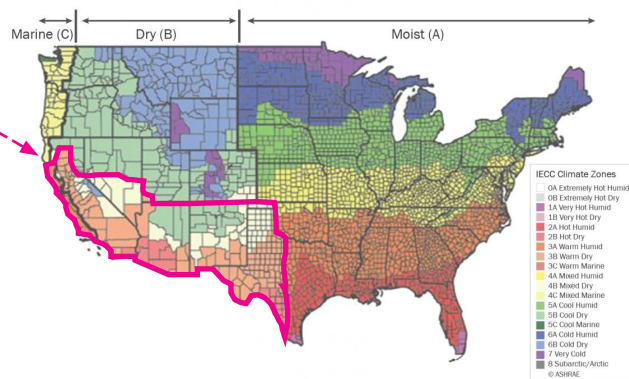 Marine (C) Dry (B) Moist (A)
IECC Climate Zones
0A Extremely Hot Humid
0B Extremely Hot Dry
1A Very Hot Humid
1B Very Hot Dry
2A Hot Humid
2B Hot Dry
3A Warm Humid
3B Warm Dry
3C Warm Marine
4A Mixed Humid
4B Mixed Dry
4C Mixed Marine
5A Cool Humid
5B Cool Dry
5C Cool Marine
6A Cold Humid
6B Cold Dry
7 Very Cold
8 Subarctic/Arctic
© ASHRAE